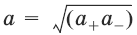 a = √(a₊a₋)